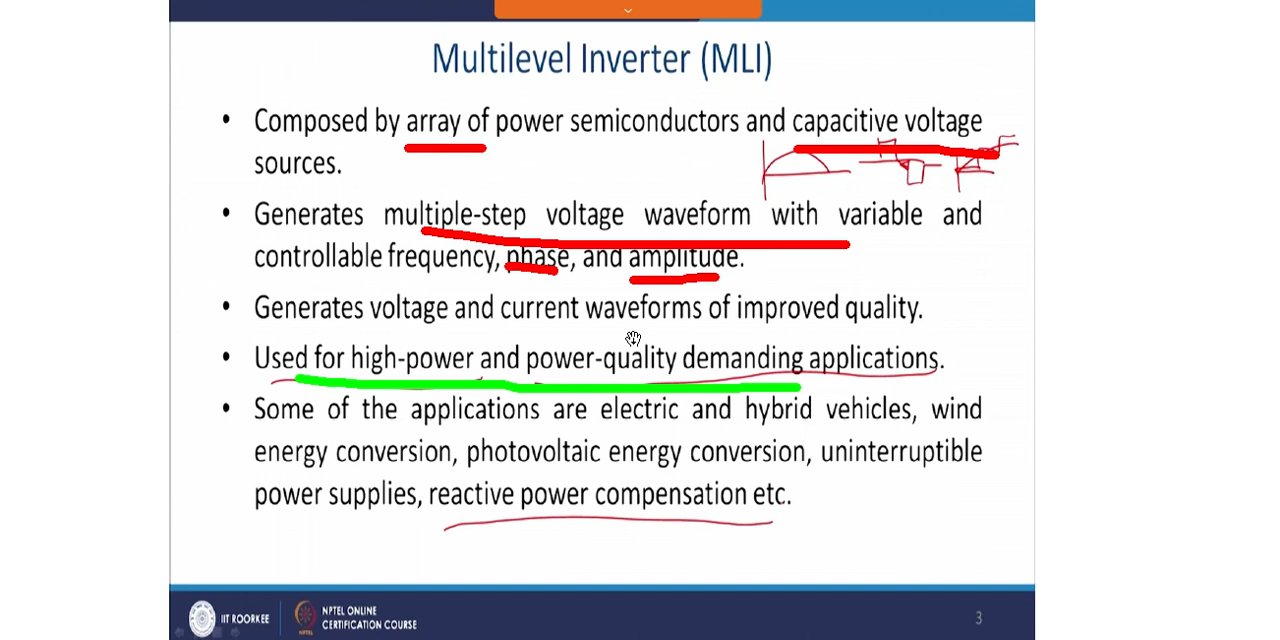 Multilevel Inverter (MLI)
• Composed by array of power semiconductors and capacitive voltage
sources.
• Generates multiple-step voltage waveform with variable and
controllable frequency, phase, and amplitude.
• Generates voltage and current waveforms of improved quality.
• Used for high-power and power-quality demanding applications.
• Some of the applications are electric and hybrid vehicles, wind
energy conversion, photovoltaic energy conversion, uninterruptible
power supplies, reactive power compensation etc.
IIT ROORKEE
NPTEL ONLINE
CERTIFICATION COURSE
3